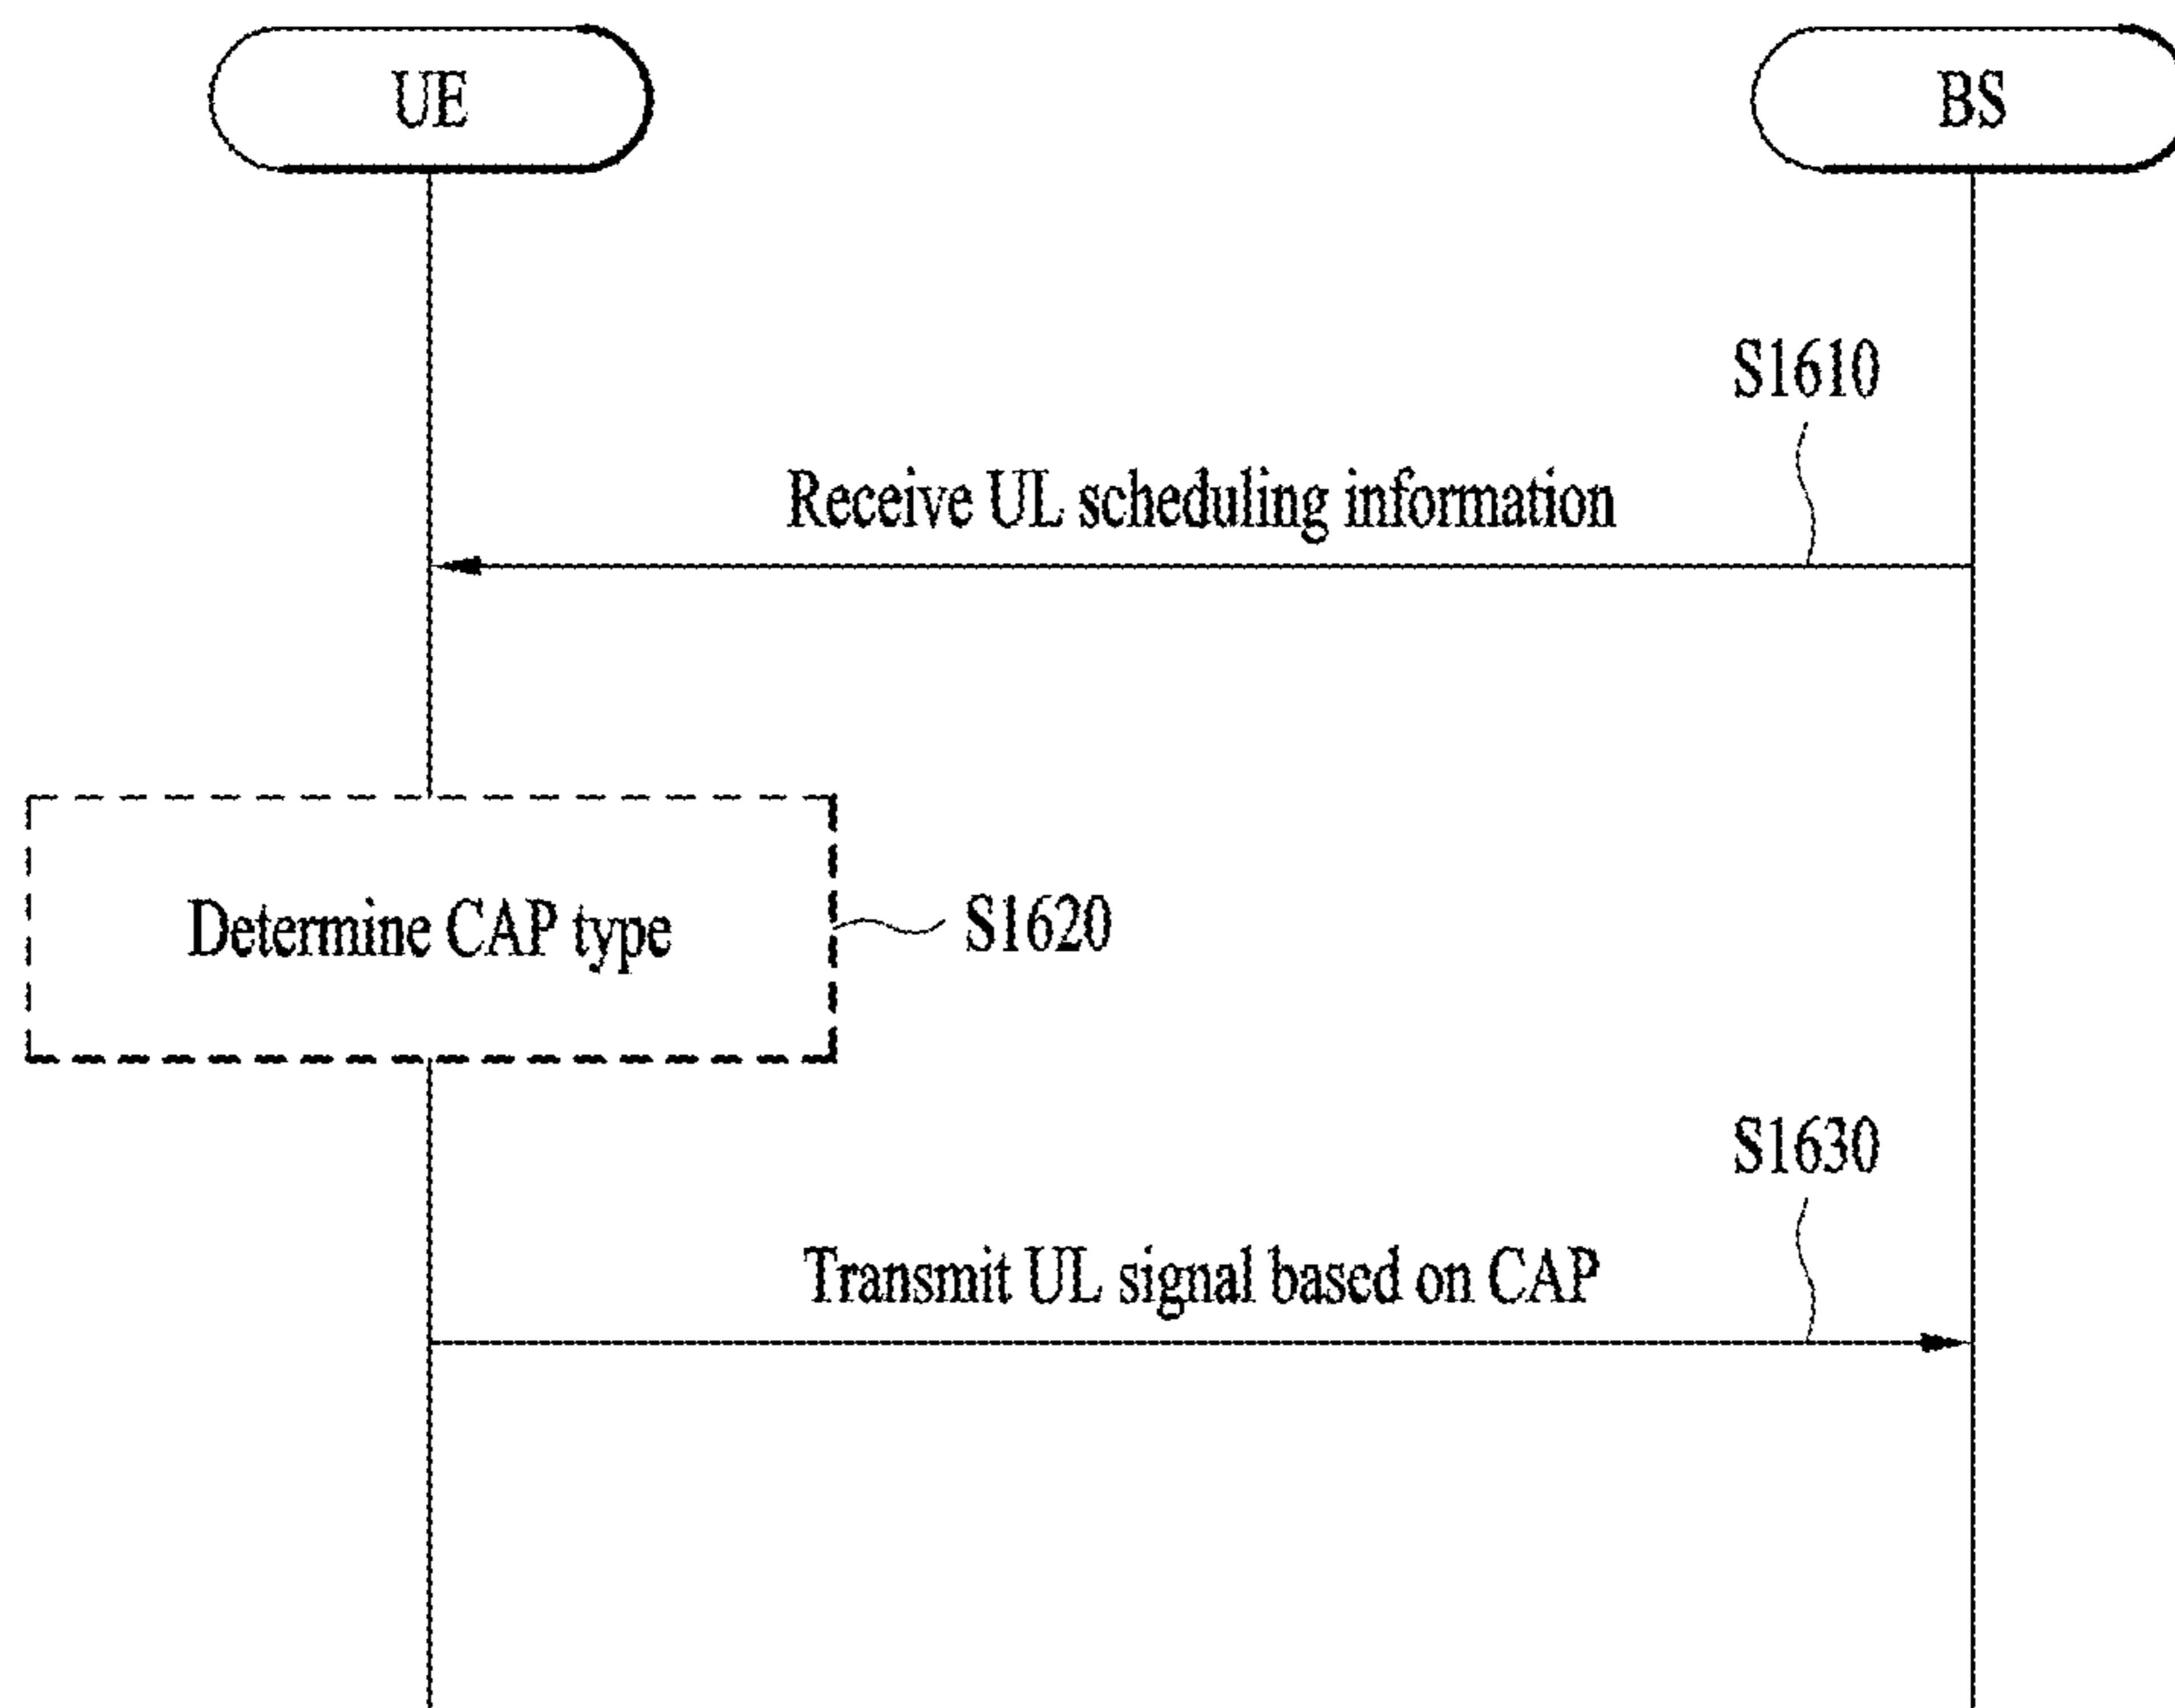 UE
BS
S1610
Receive UL scheduling information
Determine CAP type
S1620
S1630
Transmit UL signal based on CAP